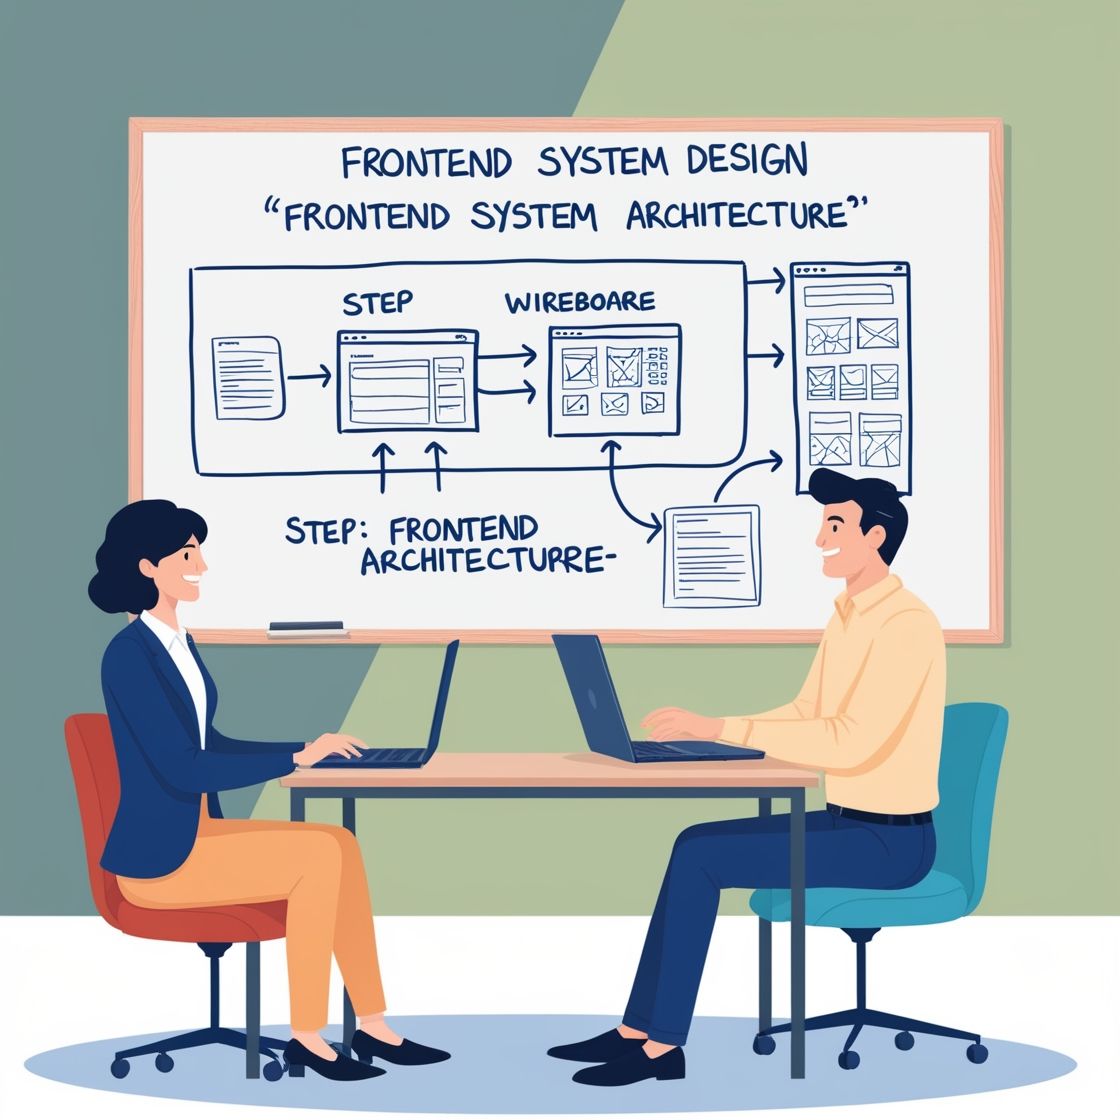 FRONTEND SYSTEM DESIGN
“FRONTEND SYSTEM ARCHITECTURE”
STEP
WIREBOARE
STEP: FRONTEND
ARCHITECTURRE-